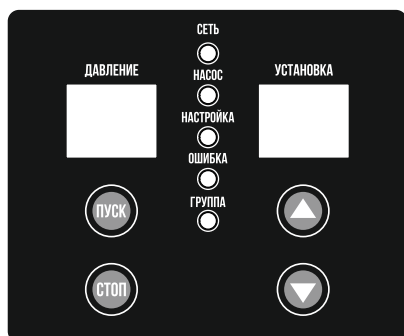 СЕТЬ
ДАВЛЕНИЕ
НАСОС
УСТАНОВКА
НАСТРОЙКА
ОШИБКА
ГРУППА
ПУСК
СТОП